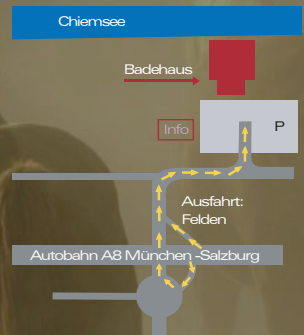 Chiemsee
Badehaus
Info
P
Ausfahrt:
Felden
Autobahn A8 München -Salzburg